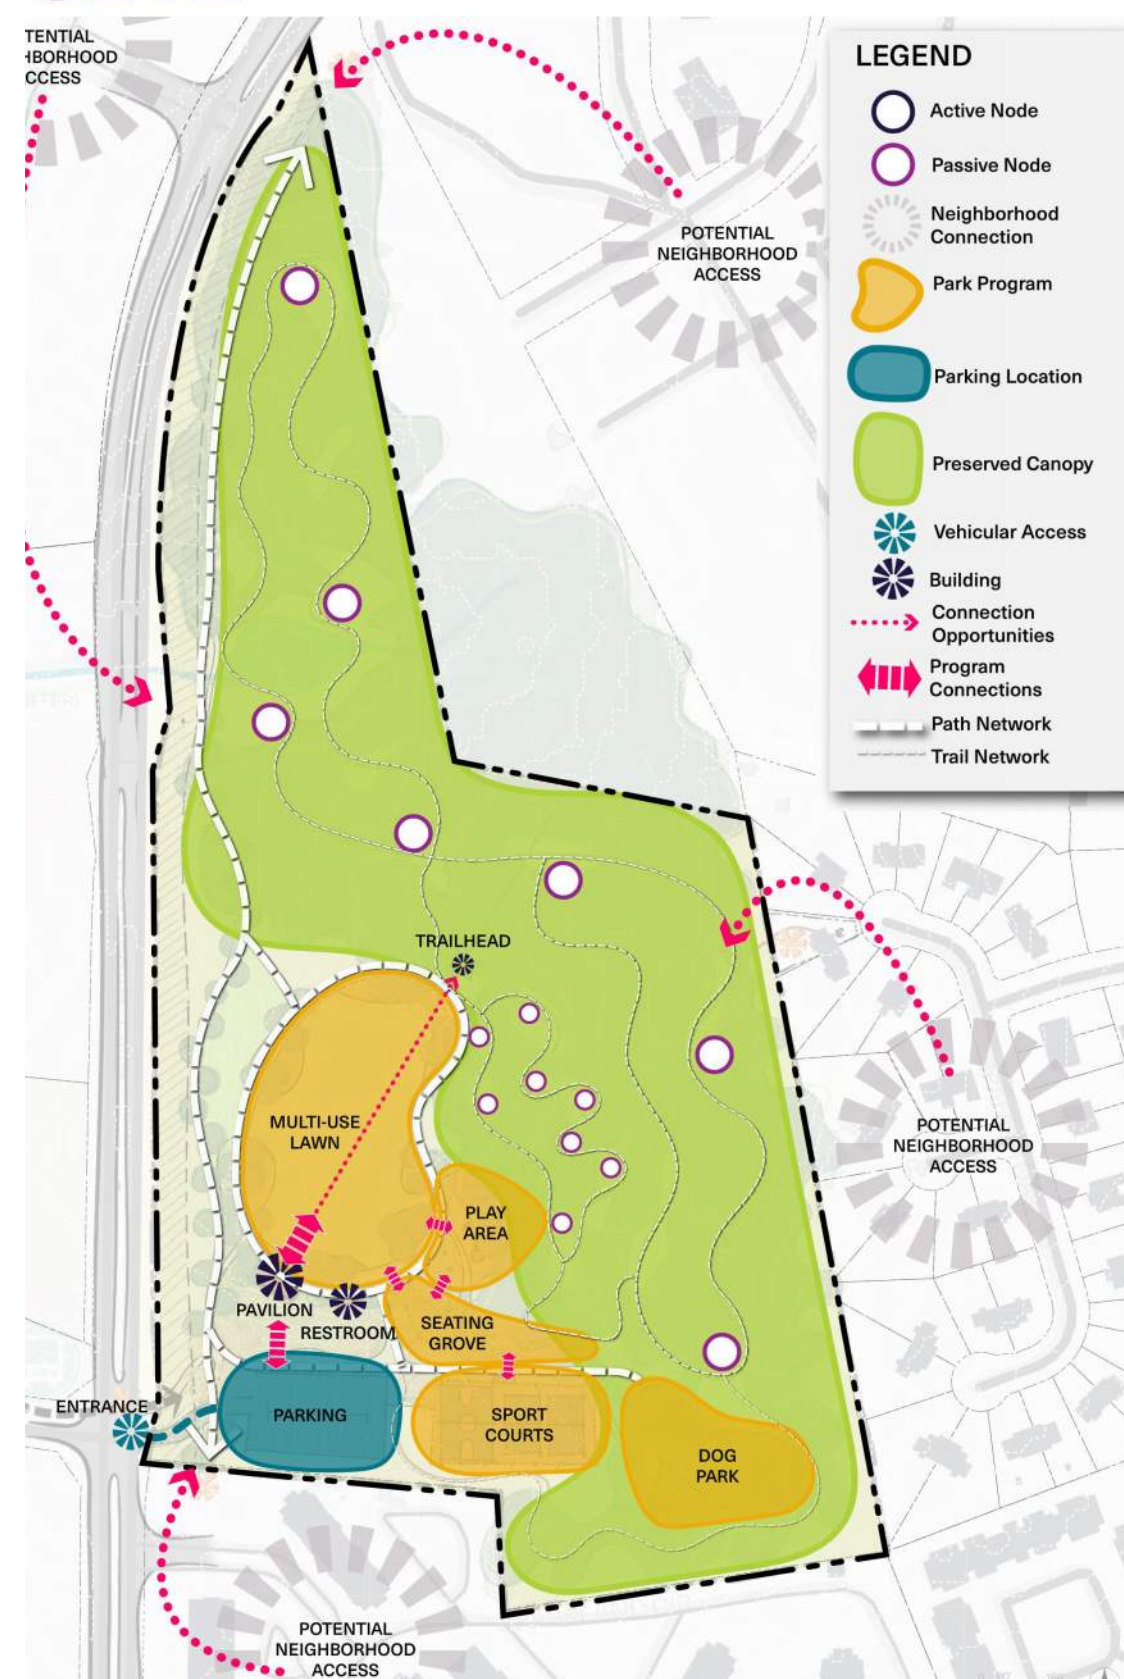 TENTIAL
HBORHOOD
CCESS
LEGEND
Active Node
Passive Node
Neighborhood
Connection
Park Program
Parking Location
Preserved Canopy
Vehicular Access
Building
Connection
Opportunities
Program
Connections
Path Network
Trail Network
POTENTIAL
NEIGHBORHOOD
ACCESS
TRAILHEAD
MULTI-USE
LAWN
PLAY
AREA
POTENTIAL
NEIGHBORHOOD
ACCESS
PAVILION
RESTROOM
SEATING
GROVE
ENTRANCE
PARKING
SPORT
COURTS
DOG
PARK
POTENTIAL
NEIGHBORHOOD
ACCESS